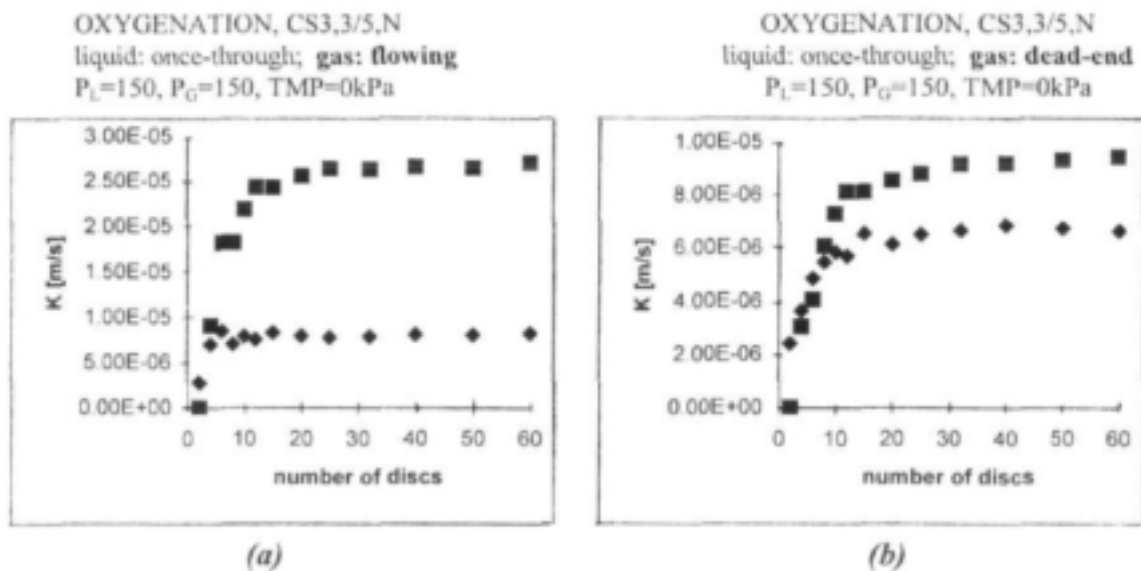 OXYGENATION, CS3,3/5,N
liquid: once-through; gas: flowing
P_L=150, P_G=150, TMP=0kPa
3.00E-05
2.50E-05
2.00E-05
1.50E-05
1.00E-05
5.00E-06
0.00E+00
K [m/s]
0 10 20 30 40 50 60
number of discs
(a)
OXYGENATION, CS3,3/5,N
liquid: once-through; gas: dead-end
P_L=150, P_G=150, TMP=0kPa
1.00E-05
8.00E-06
6.00E-06
4.00E-06
2.00E-06
0.00E+00
K [m/s]
0 10 20 30 40 50 60
number of discs
(b)